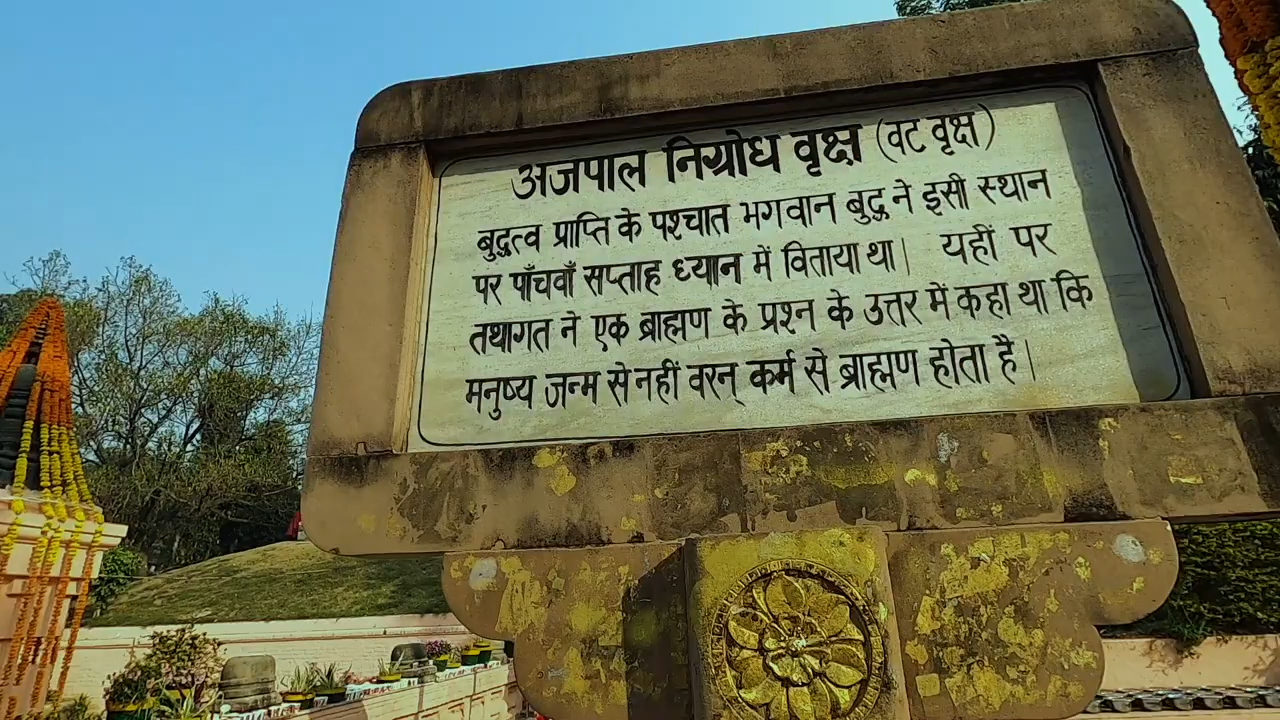 अजपाल निग्रोध वृक्ष (वट वृक्ष)
बुद्धत्व प्राप्ति के पश्चात भगवान बुद्ध ने इसी स्थान
पर पाँचवाँ सप्ताह ध्यान में विताया था। यहीं पर
तथागत ने एक ब्राह्मण के प्रश्न के उत्तर में कहा था कि
मनुष्य जन्म से नहीं वरन् कर्म से ब्राह्मण होता है।